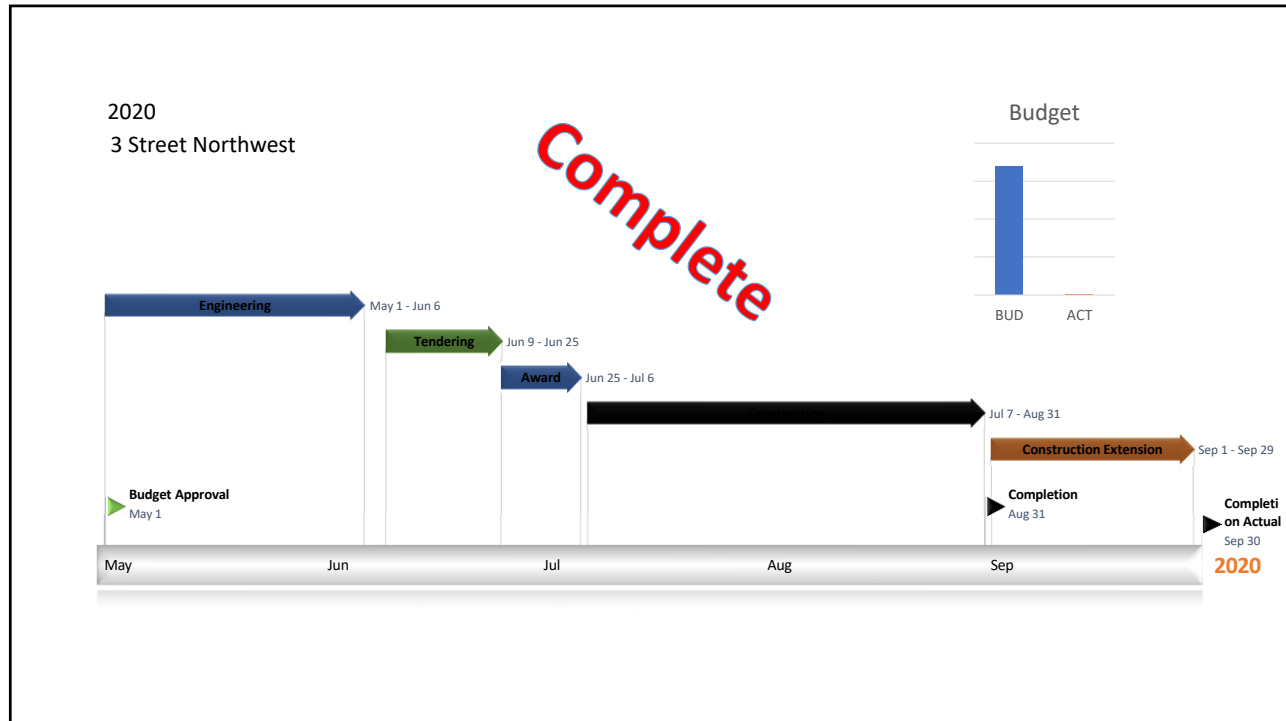 2020
3 Street Northwest
Complete
Budget
BUD ACT
Engineering May 1 - Jun 6
Tendering Jun 9 - Jun 25
Award Jun 25 - Jul 6
Construction Jul 7 - Aug 31
Construction Extension Sep 1 - Sep 29
Budget Approval
May 1
Completion
Aug 31
Completi
on Actual
Sep 30
May Jun Jul Aug Sep
2020